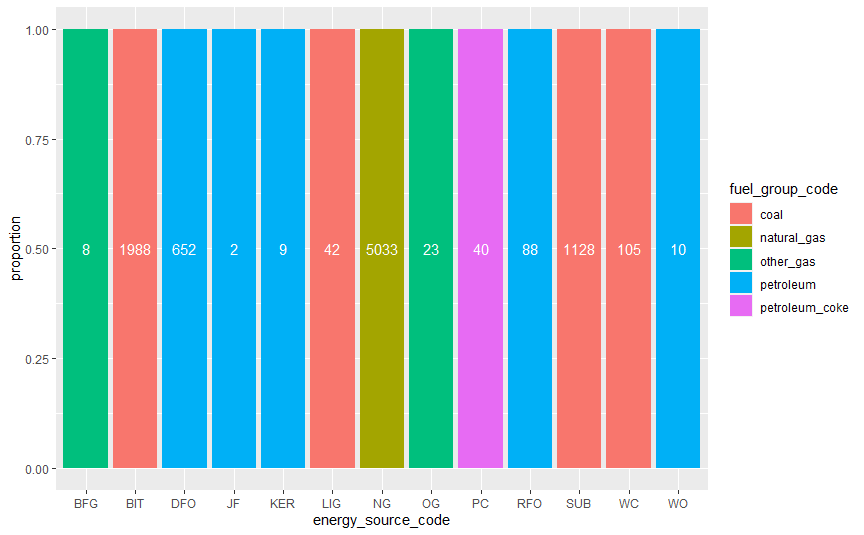 1.00
0.75
0.50
0.25
0.00
proportion
8 1988 652 2 9 42 5033 23 40 88 1128 105 10
BFG BIT DFO JF KER LIG NG OG PC RFO SUB WC WO
energy_source_code
fuel_group_code
coal
natural_gas
other_gas
petroleum
petroleum_coke